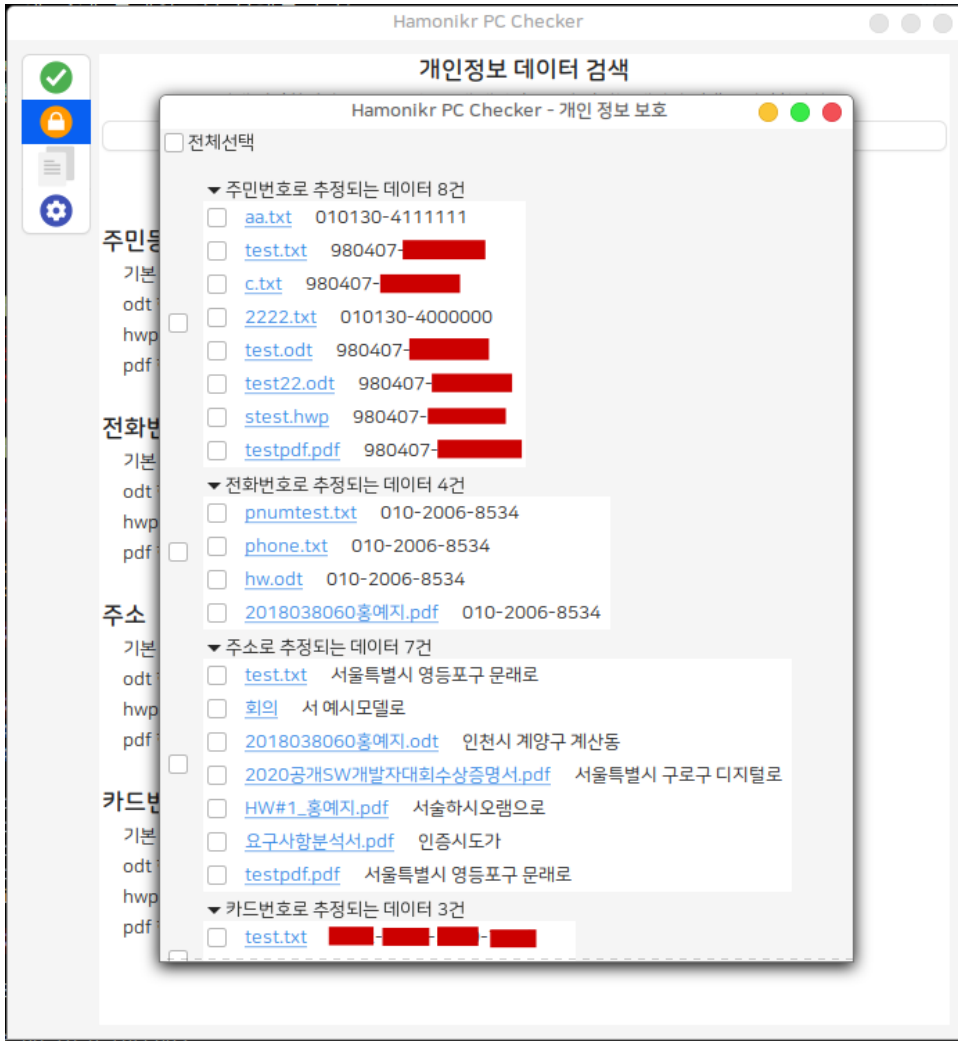 Hamonikr PC Checker
개인정보 데이터 검색
Hamonikr PC Checker - 개인 정보 보호
전체선택
주민번호로 추정되는 데이터 8건
aa.txt 010130-4111111
test.txt 980407-
c.txt 980407-
2222.txt 010130-4000000
test.odt 980407-
test22.odt 980407-
stest.hwp 980407-
testpdf.pdf 980407-
전화번호로 추정되는 데이터 4건
pnumtest.txt 010-2006-8534
phone.txt 010-2006-8534
hw.odt 010-2006-8534
2018038060홍예지.pdf 010-2006-8534
주소로 추정되는 데이터 7건
test.txt 서울특별시 영등포구 문래로
회의 서 예시모델로
2018038060홍예지.odt 인천시 계양구 계산동
2020공개SW개발자대회수상증명서.pdf 서울특별시 구로구 디지털로
HW#1_홍예지.pdf 서술하시오램으로
요구사항분석서.pdf 인증시도가
testpdf.pdf 서울특별시 영등포구 문래로
카드번호로 추정되는 데이터 3건
test.txt - - -
주민등
기본
odt
hwp
pdf
전화번
기본
odt
hwp
pdf
주소
기본
odt
hwp
pdf
카드번
기본
odt
hwp
pdf